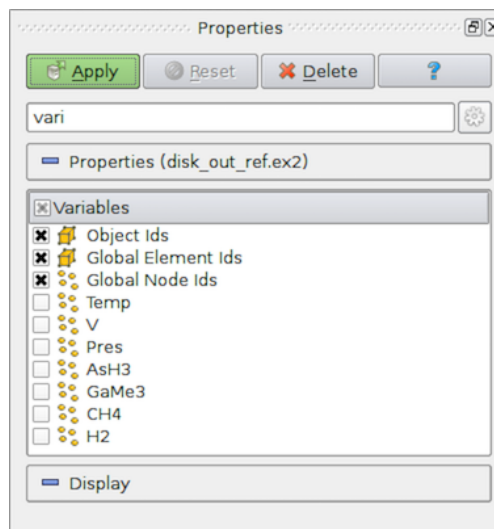 Properties
Apply Reset Delete ?
vari
Properties (disk_out_ref.ex2)
Variables
Object Ids
Global Element Ids
Global Node Ids
Temp
V
Pres
AsH3
GaMe3
CH4
H2
Display